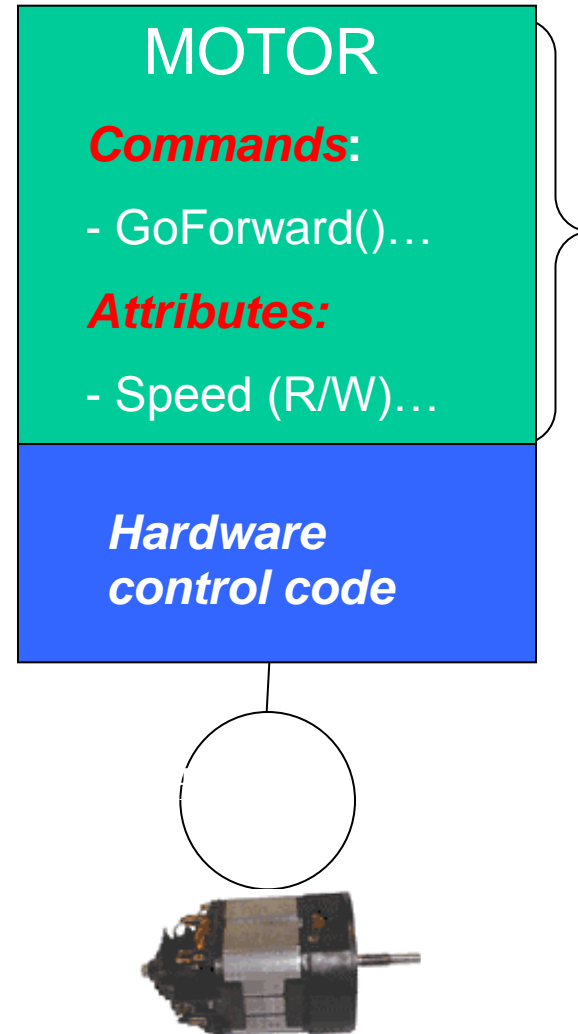 MOTOR
Commands:
- GoForward()…
Attributes:
- Speed (R/W)…
Hardware
control code